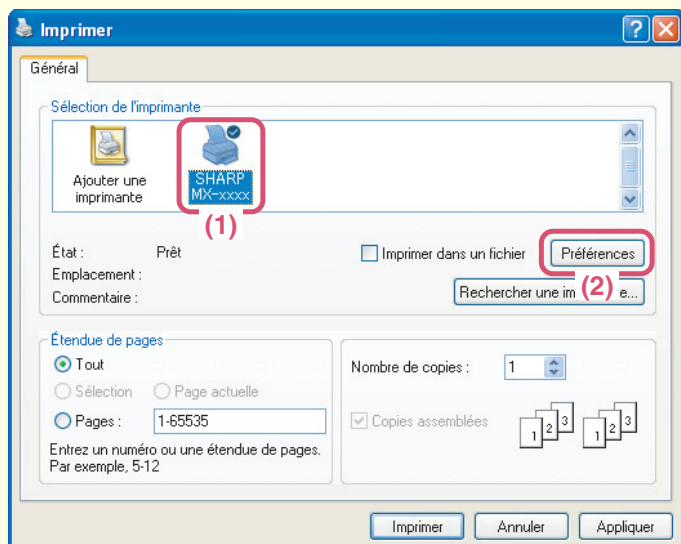 Imprimer
Général
Sélection de l'imprimante
Ajouter une
imprimante
SHARP
MX-xxxx
(1)
État : Prêt
Emplacement :
Commentaire :
Imprimer dans un fichier
Préférences
(2)
Rechercher une im e...
Étendue de pages
Tout
Sélection Page actuelle
Pages : 1-65535
Entrez un numéro ou une étendue de pages.
Par exemple, 5-12
Nombre de copies : 1
Copies assemblées
1 2 3 1 2 3
Imprimer Annuler Appliquer